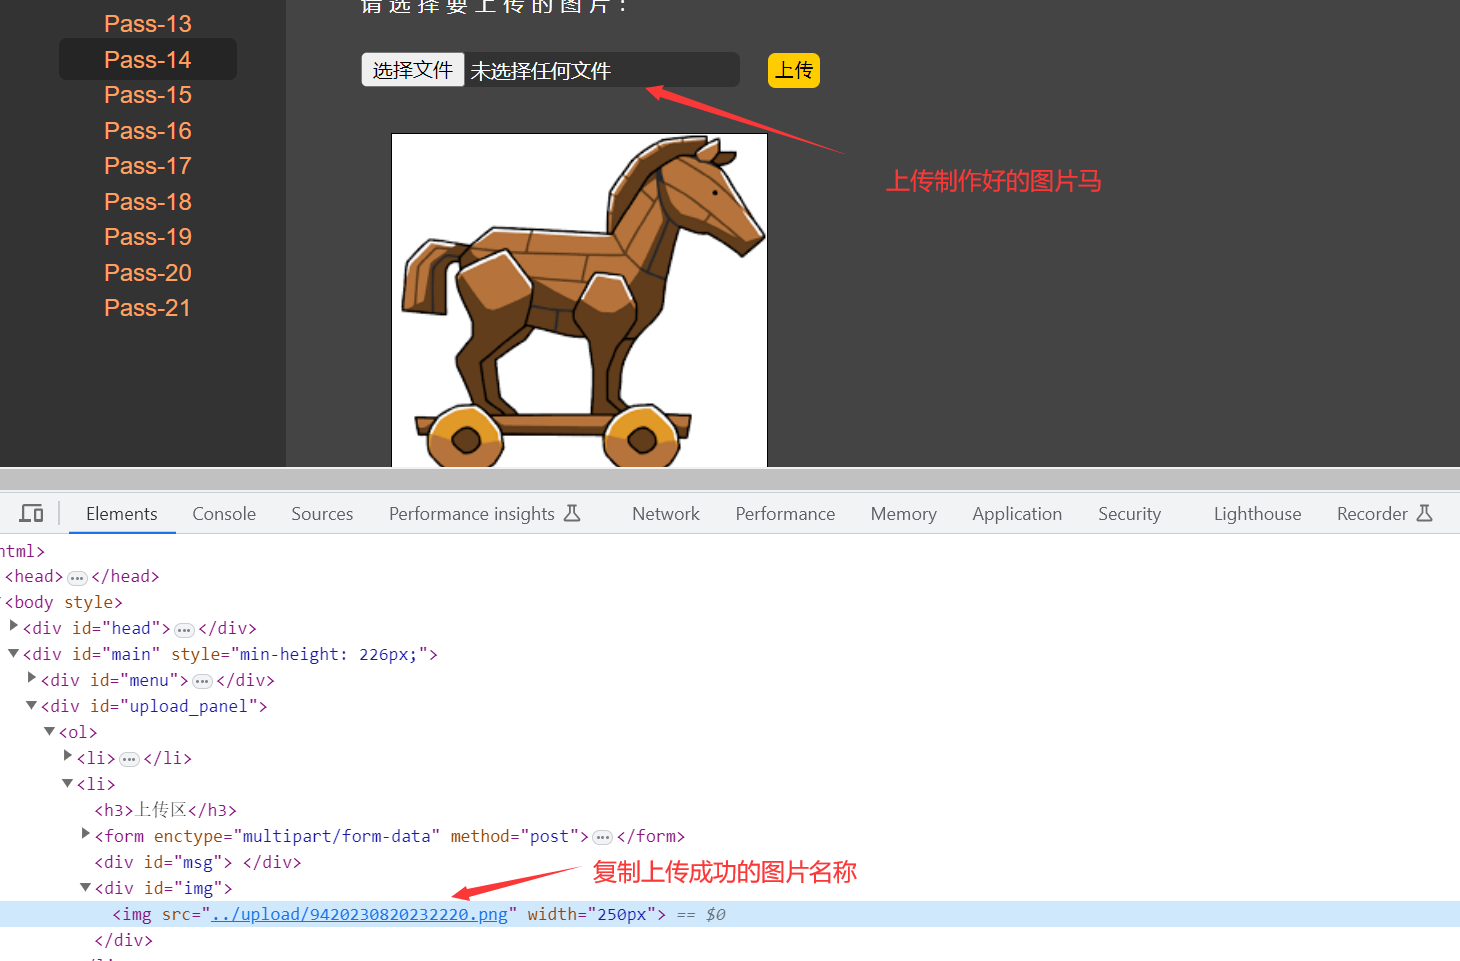 Pass-13
Pass-14
Pass-15
Pass-16
Pass-17
Pass-18
Pass-19
Pass-20
Pass-21
请选择要上传的图片：
选择文件 未选择任何文件 上传
上传制作好的图片马
Elements Console Sources Performance insights Network Performance Memory Application Security Lighthouse Recorder
html>
<head> ••• </head>
<body style>
<div id="head"> ••• </div>
<div id="main" style="min-height: 226px;">
<div id="menu"> ••• </div>
<div id="upload_panel">
<ol>
<li> ••• </li>
<li>
<h3>上传区</h3>
<form enctype="multipart/form-data" method="post"> ••• </form>
<div id="msg"> </div>
复制上传成功的图片名称
<div id="img">
<img src="../upload/9420230820232220.png" width="250px"> == $0
</div>